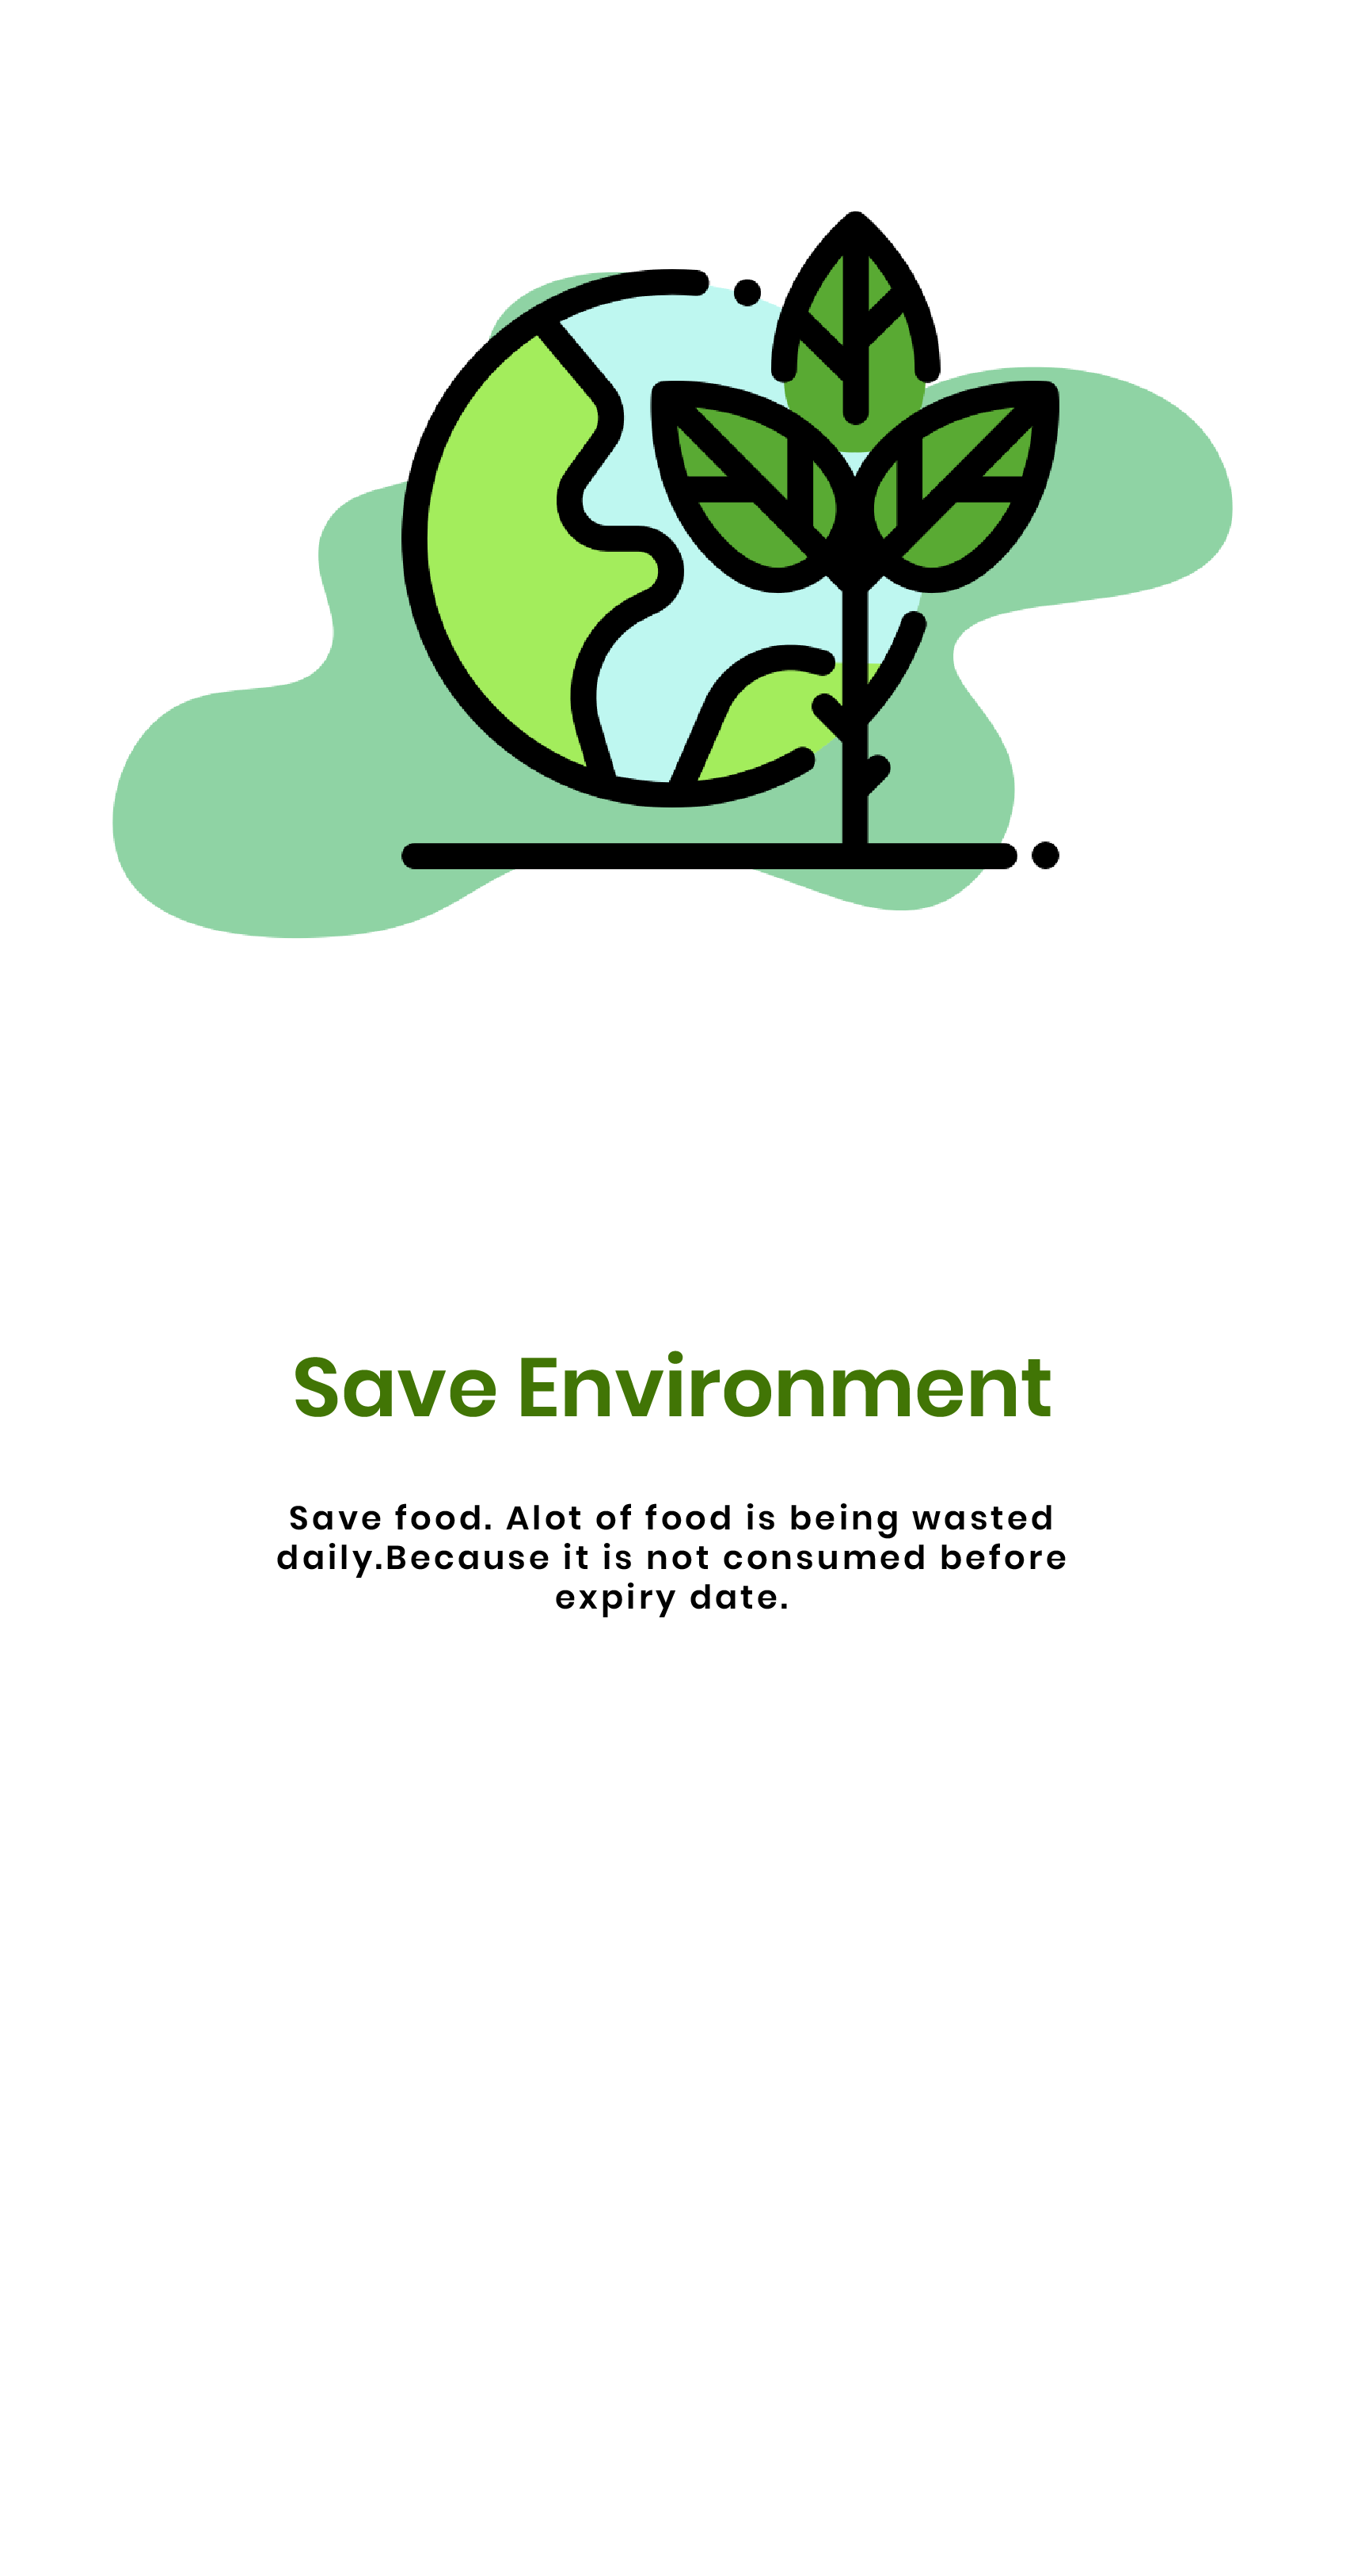 Save Environment
Save food. Alot of food is being wasted
daily.Because it is not consumed before
expiry date.